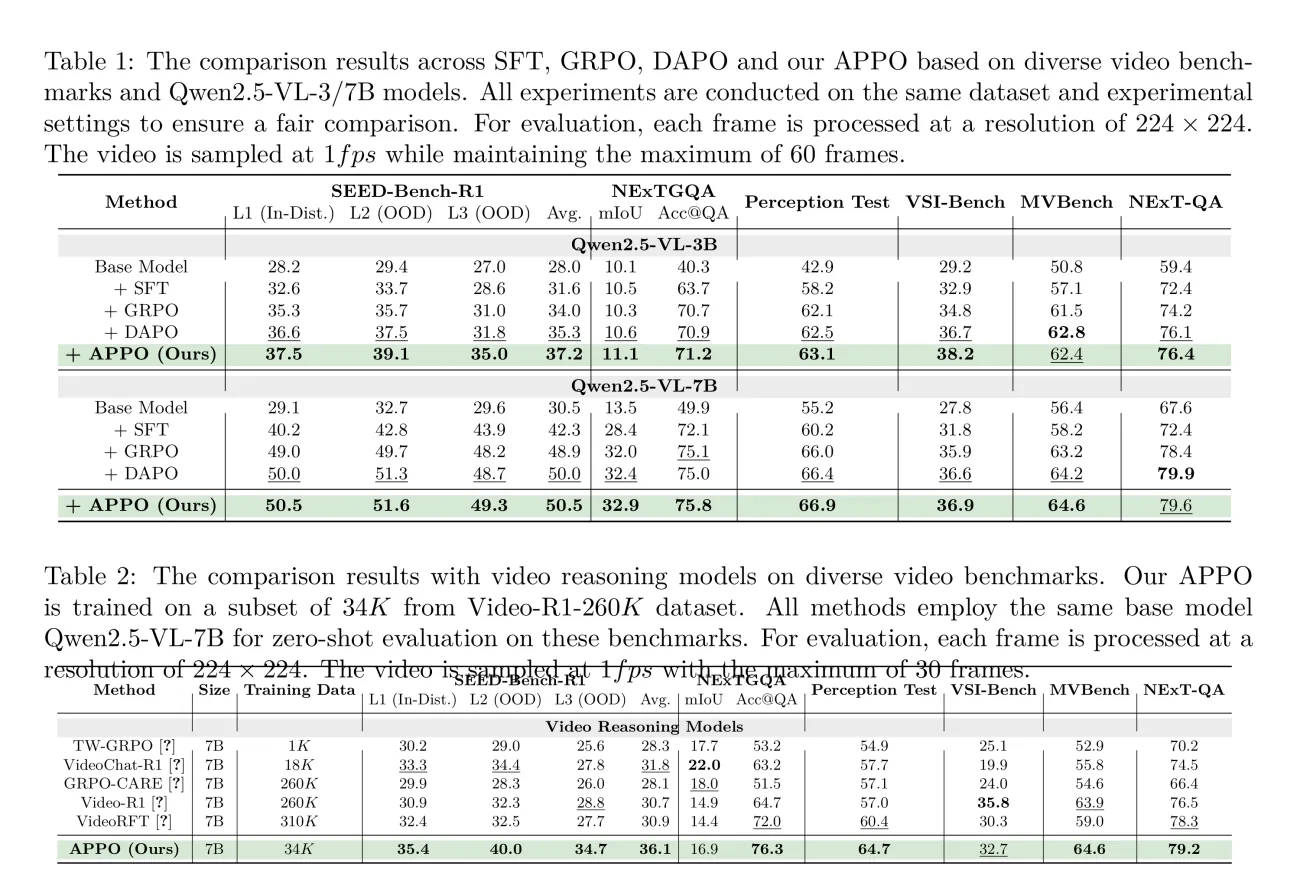 Table 1: The comparison results across SFT, GRPO, DAPO and our APPO based on diverse video bench-
marks and Qwen2.5-VL-3/7B models. All experiments are conducted on the same dataset and experimental
settings to ensure a fair comparison. For evaluation, each frame is processed at a resolution of 224 × 224.
The video is sampled at 1fps while maintaining the maximum of 60 frames.
Method SEED-Bench-R1 NExTGQA Perception Test VSI-Bench MVBench NExT-QA
L1 (In-Dist.) L2 (OOD) L3 (OOD) Avg. mIoU Acc@QA
Qwen2.5-VL-3B
Base Model 28.2 29.4 27.0 28.0 10.1 40.3 42.9 29.2 50.8 59.4
+ SFT 32.6 33.7 28.6 31.6 10.5 63.7 58.2 32.9 57.1 72.4
+ GRPO 35.3 35.7 31.0 34.0 10.3 70.7 62.1 34.8 61.5 74.2
+ DAPO 36.6 37.5 31.8 35.3 10.6 70.9 62.5 36.7 62.8 76.1
+ APPO (Ours) 37.5 39.1 35.0 37.2 11.1 71.2 63.1 38.2 62.4 76.4
Qwen2.5-VL-7B
Base Model 29.1 32.7 29.6 30.5 13.5 49.9 55.2 27.8 56.4 67.6
+ SFT 40.2 42.8 43.9 42.3 28.4 72.1 60.2 31.8 58.2 72.4
+ GRPO 49.0 49.7 48.2 48.9 32.0 75.1 66.0 35.9 63.2 78.4
+ DAPO 50.0 51.3 48.7 50.0 32.4 75.0 66.4 36.6 64.2 79.9
+ APPO (Ours) 50.5 51.6 49.3 50.5 32.9 75.8 66.9 36.9 64.6 79.6
Table 2: The comparison results with video reasoning models on diverse video benchmarks. Our APPO
is trained on a subset of 34K from Video-R1-260K dataset. All methods employ the same base model
Qwen2.5-VL-7B for zero-shot evaluation on these benchmarks. For evaluation, each frame is processed at a
resolution of 224 × 224. The video is sampled at 1fps with the maximum of 30 frames.
Method Size Training Data SEED-Bench-R1 NExTGQA Perception Test VSI-Bench MVBench NExT-QA
L1 (In-Dist.) L2 (OOD) L3 (OOD) Avg. mIoU Acc@QA
Video Reasoning Models
TW-GRPO [?] 7B 1K 30.2 29.0 25.6 28.3 17.7 53.2 54.9 25.1 52.9 70.2
VideoChat-R1 [?] 7B 18K 33.3 34.4 27.8 31.8 22.0 63.2 57.7 19.9 55.8 74.5
GRPO-CARE [?] 7B 260K 29.9 28.3 26.0 28.1 18.0 51.5 57.1 24.0 54.6 66.4
Video-R1 [?] 7B 260K 30.9 32.3 28.8 30.7 14.9 64.7 57.0 35.8 63.9 76.5
VideoRFT [?] 7B 310K 32.4 32.5 27.7 30.9 14.4 72.0 60.4 30.3 59.0 78.3
APPO (Ours) 7B 34K 35.4 40.0 34.7 36.1 16.9 76.3 64.7 32.7 64.6 79.2